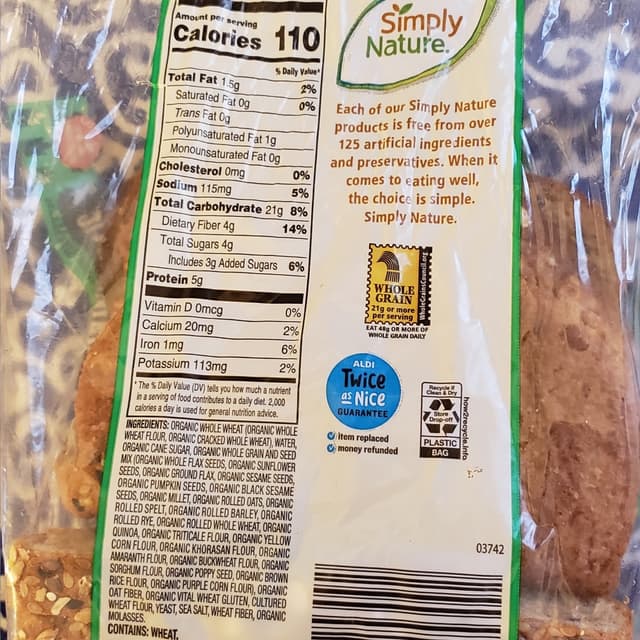 Amount per serving
Calories 110
% Daily Value*
Total Fat 1.5g 2%
Saturated Fat 0g 0%
Trans Fat 0g
Polyunsaturated Fat 1g
Monounsaturated Fat 0g
Cholesterol 0mg 0%
Sodium 115mg 5%
Total Carbohydrate 21g 8%
Dietary Fiber 4g 14%
Total Sugars 4g
Includes 3g Added Sugars 6%
Protein 5g
Vitamin D 0mcg 0%
Calcium 20mg 2%
Iron 1mg 6%
Potassium 113mg 2%
* The % Daily Value (DV) tells you how much a nutrient
in a serving of food contributes to a daily diet. 2,000
calories a day is used for general nutrition advice.
INGREDIENTS: ORGANIC WHOLE WHEAT (ORGANIC WHOLE
WHEAT FLOUR, ORGANIC CRACKED WHOLE WHEAT), WATER,
ORGANIC CANE SUGAR, ORGANIC WHOLE GRAIN AND SEED
MIX (ORGANIC WHOLE FLAX SEEDS, ORGANIC SUNFLOWER
SEEDS, ORGANIC GROUND FLAX, ORGANIC SESAME SEEDS,
ORGANIC PUMPKIN SEEDS, ORGANIC BLACK SESAME
SEEDS, ORGANIC MILLET, ORGANIC ROLLED OATS, ORGANIC
ROLLED SPELT, ORGANIC ROLLED BARLEY, ORGANIC
ROLLED RYE, ORGANIC ROLLED WHOLE WHEAT, ORGANIC
QUINOA, ORGANIC TRITICALE FLOUR, ORGANIC YELLOW
CORN FLOUR, ORGANIC KHORASAN FLOUR, ORGANIC
AMARANTH FLOUR, ORGANIC BUCKWHEAT FLOUR, ORGANIC
SORGHUM FLOUR, ORGANIC POPPY SEED, ORGANIC BROWN
RICE FLOUR, ORGANIC PURPLE CORN FLOUR), ORGANIC
OAT FIBER, ORGANIC VITAL WHEAT GLUTEN, CULTURED
WHEAT FLOUR, YEAST, SEA SALT, WHEAT FIBER, ORGANIC
MOLASSES.
CONTAINS: WHEAT.
Simply
Nature.
Each of our Simply Nature
products is free from over
125 artificial ingredients
and preservatives. When it
comes to eating well,
the choice is simple.
Simply Nature.
WHOLE
GRAIN
21g or more
per serving
WholeGrainsCouncil.org
EAT 48g OR MORE OF
WHOLE GRAIN DAILY
ALDI
Twice
as Nice
GUARANTEE
item replaced
money refunded
Recycle if
Clean & Dry
Store
Drop-off
PLASTIC
BAG
how2recycle.info
03742